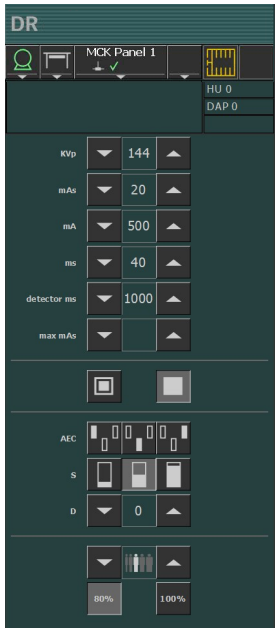 DR
MCK Panel 1
HU 0
DAP 0
KVp 144
mAs 20
mA 500
ms 40
detector ms 1000
max mAs
AEC
S
D 0
80% 100%